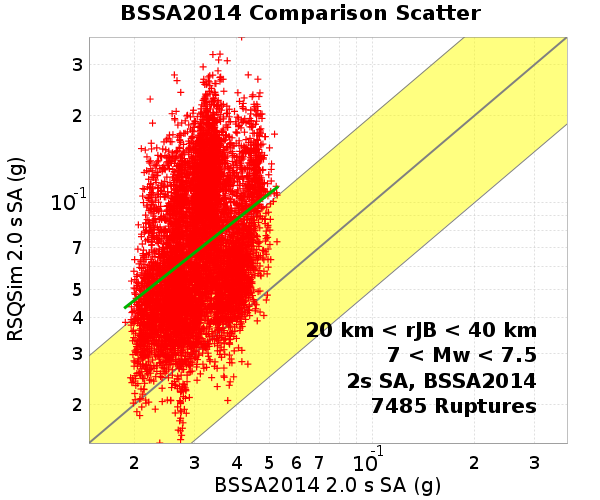 BSSA2014 Comparison Scatter
RSQSim 2.0 s SA (g)
3
2
10-1
7
5
4
3
2
20 km < rJB < 40 km
7 < Mw < 7.5
2s SA, BSSA2014
7485 Ruptures
2 3 4 5 6 7 10-1 2 3
BSSA2014 2.0 s SA (g)